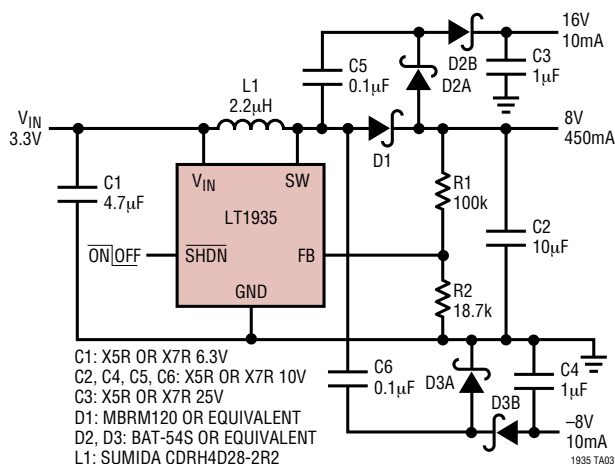 16V
10mA
D2B
C3
1µF
C5
0.1µF
D2A
L1
2.2µH
VIN
3.3V
8V
450mA
D1
VIN
SW
R1
100k
C1
4.7µF
LT1935
C2
10µF
ON OFF
SHDN
FB
R2
18.7k
GND
C6
0.1µF
D3A
C4
1µF
D3B
–8V
10mA
C1: X5R OR X7R 6.3V
C2, C4, C5, C6: X5R OR X7R 10V
C3: X5R OR X7R 25V
D1: MBRM120 OR EQUIVALENT
D2, D3: BAT-54S OR EQUIVALENT
L1: SUMIDA CDRH4D28-2R2
1935 TA03